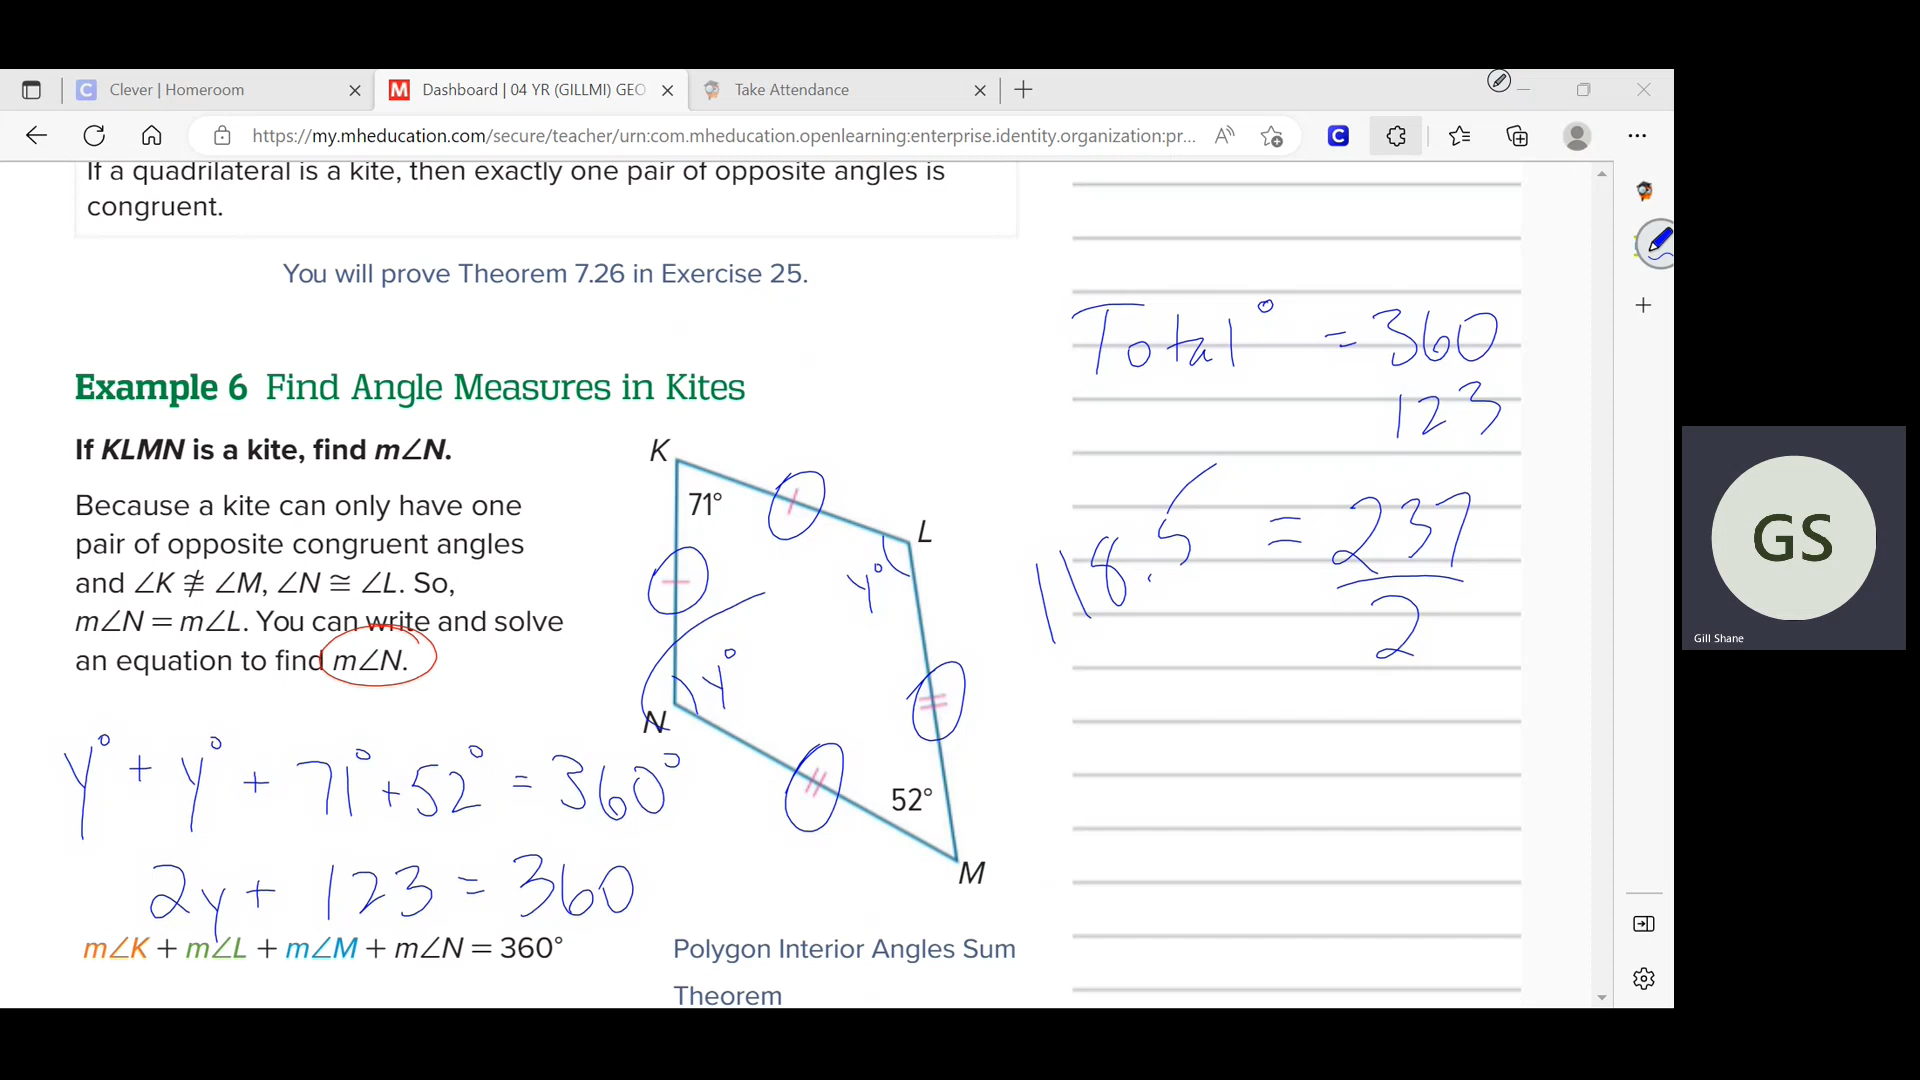 Clever | Homeroom
Dashboard | 04 YR (GILLMI) GEO
Take Attendance
https://my.mheducation.com/secure/teacher/urn:com.mheducation.openlearning:enterprise.identity.organization:pr...
If a quadrilateral is a kite, then exactly one pair of opposite angles is
congruent.
You will prove Theorem 7.26 in Exercise 25.
Example 6 Find Angle Measures in Kites
If KLMN is a kite, find m∠N.
Because a kite can only have one
pair of opposite congruent angles
and ∠K ≇ ∠M, ∠N ≅ ∠L. So,
m∠N = m∠L. You can write and solve
an equation to find m∠N.
K
71°
L
y°
N
y°
52°
M
y° + y° + 71° + 52° = 360°
2y + 123 = 360
m∠K + m∠L + m∠M + m∠N = 360°
Polygon Interior Angles Sum
Theorem
Total° = 360
123
118.5 = 237
2
GS
Gill Shane